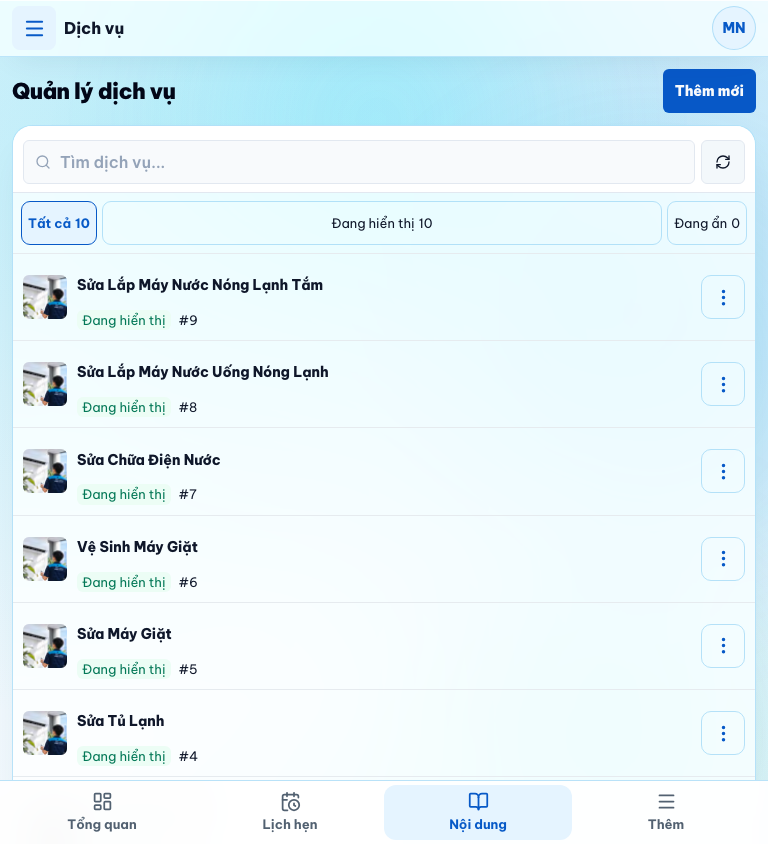 Dịch vụ
MN
Quản lý dịch vụ
Thêm mới
Tìm dịch vụ...
Tất cả 10
Đang hiển thị 10
Đang ẩn 0
Sửa Lắp Máy Nước Nóng Lạnh Tắm
Đang hiển thị #9
Sửa Lắp Máy Nước Uống Nóng Lạnh
Đang hiển thị #8
Sửa Chữa Điện Nước
Đang hiển thị #7
Vệ Sinh Máy Giặt
Đang hiển thị #6
Sửa Máy Giặt
Đang hiển thị #5
Sửa Tủ Lạnh
Đang hiển thị #4
Tổng quan
Lịch hẹn
Nội dung
Thêm